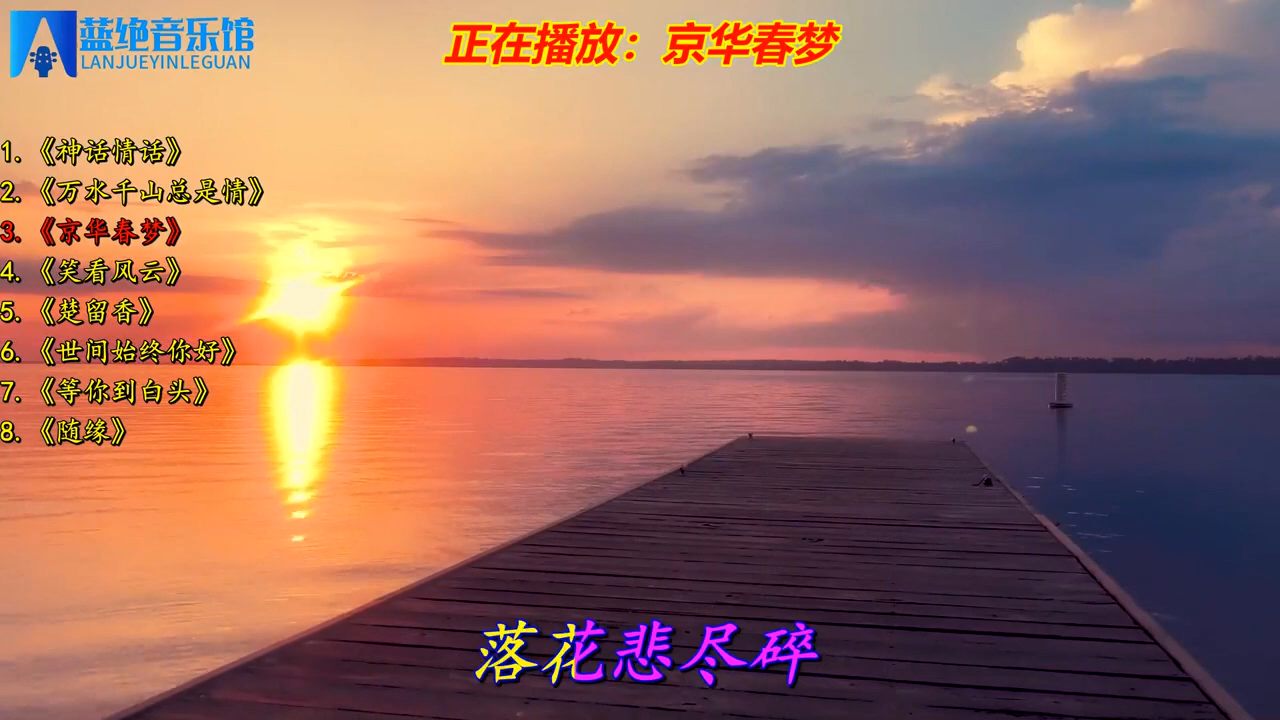 蓝绝音乐馆
LANJUEYINLEGUAN
正在播放：京华春梦
1.《神话情话》
2.《万水千山总是情》
3.《京华春梦》
4.《笑看风云》
5.《楚留香》
6.《世间始终你好》
7.《等你到白头》
8.《随缘》
落花悲尽碎